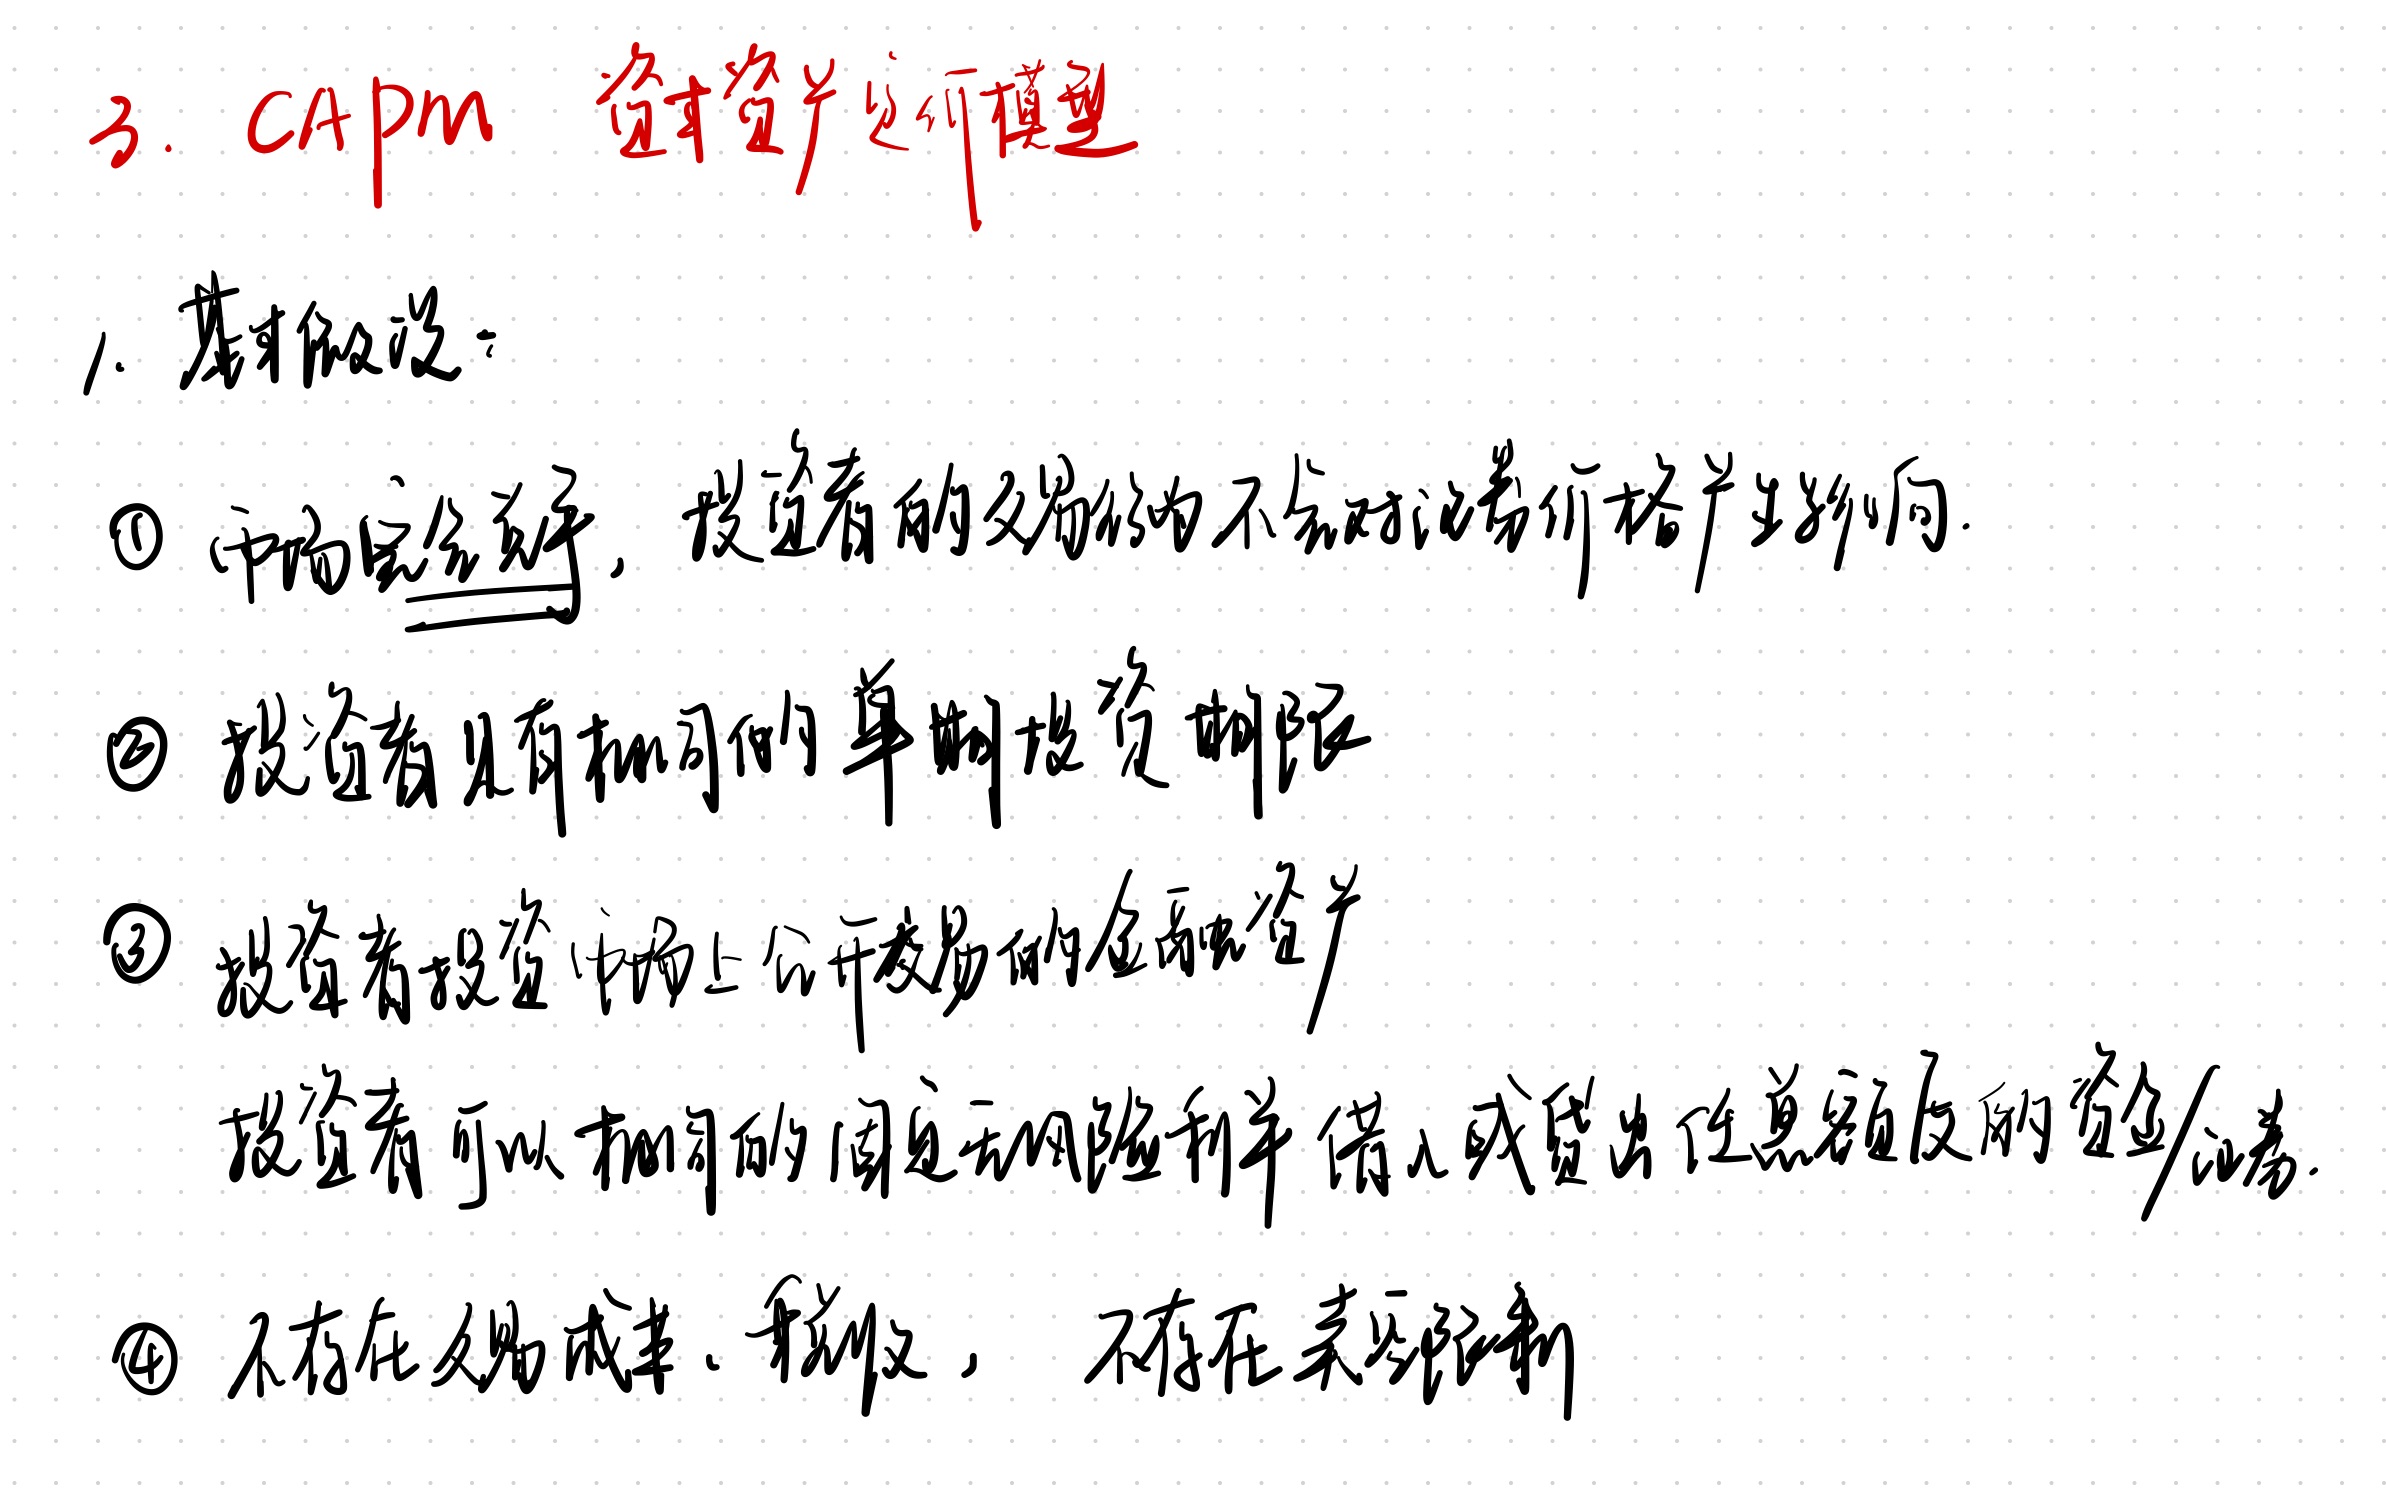 2. CAPM 资本资产定价模型
1. 基本假设：
① 市场完全竞争，投资者的交易行为不会对证券价格产生影响.
② 投资者具有相同的单期投资期限
③ 投资者投资市场上公开交易的金融资产
投资者可以相同的固定无风险利率借入或贷出任意额度的资金/证券.
④ 不存在交易成本、税收，不存在卖空限制